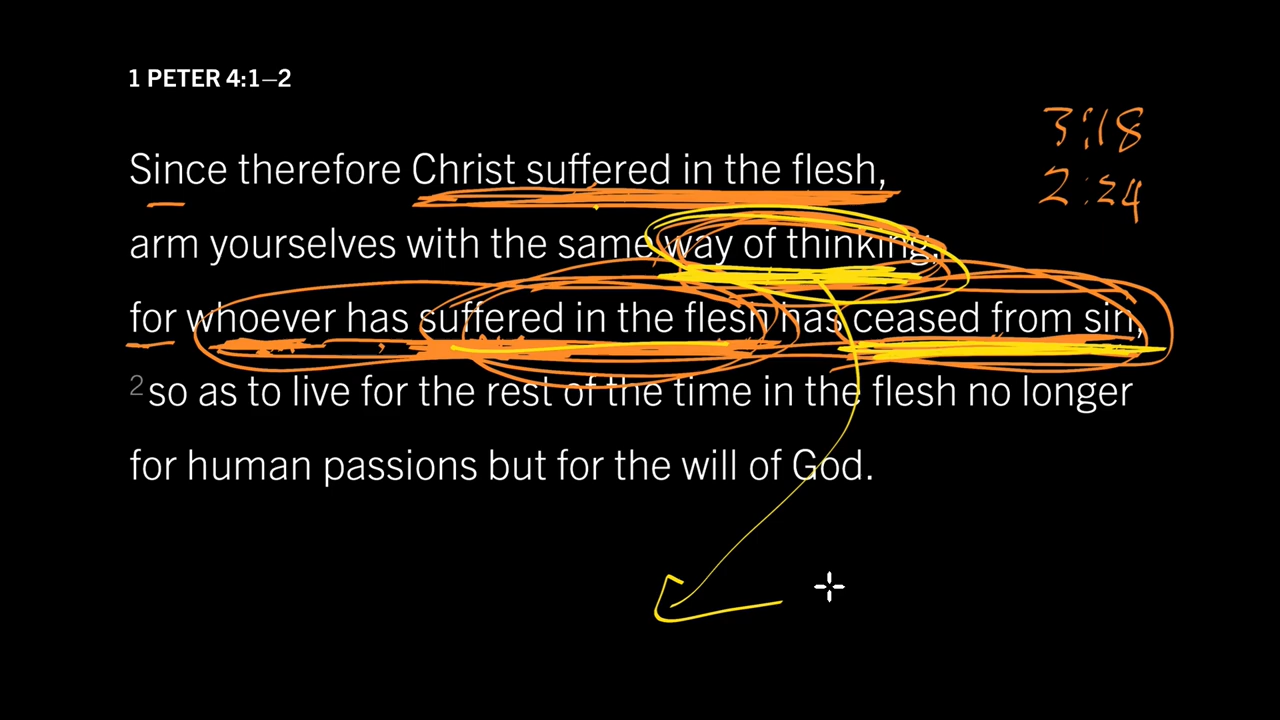 1 PETER 4:1–2
3:18
2:24
Since therefore Christ suffered in the flesh,
arm yourselves with the same way of thinking,
for whoever has suffered in the flesh has ceased from sin,
2 so as to live for the rest of the time in the flesh no longer
for human passions but for the will of God.